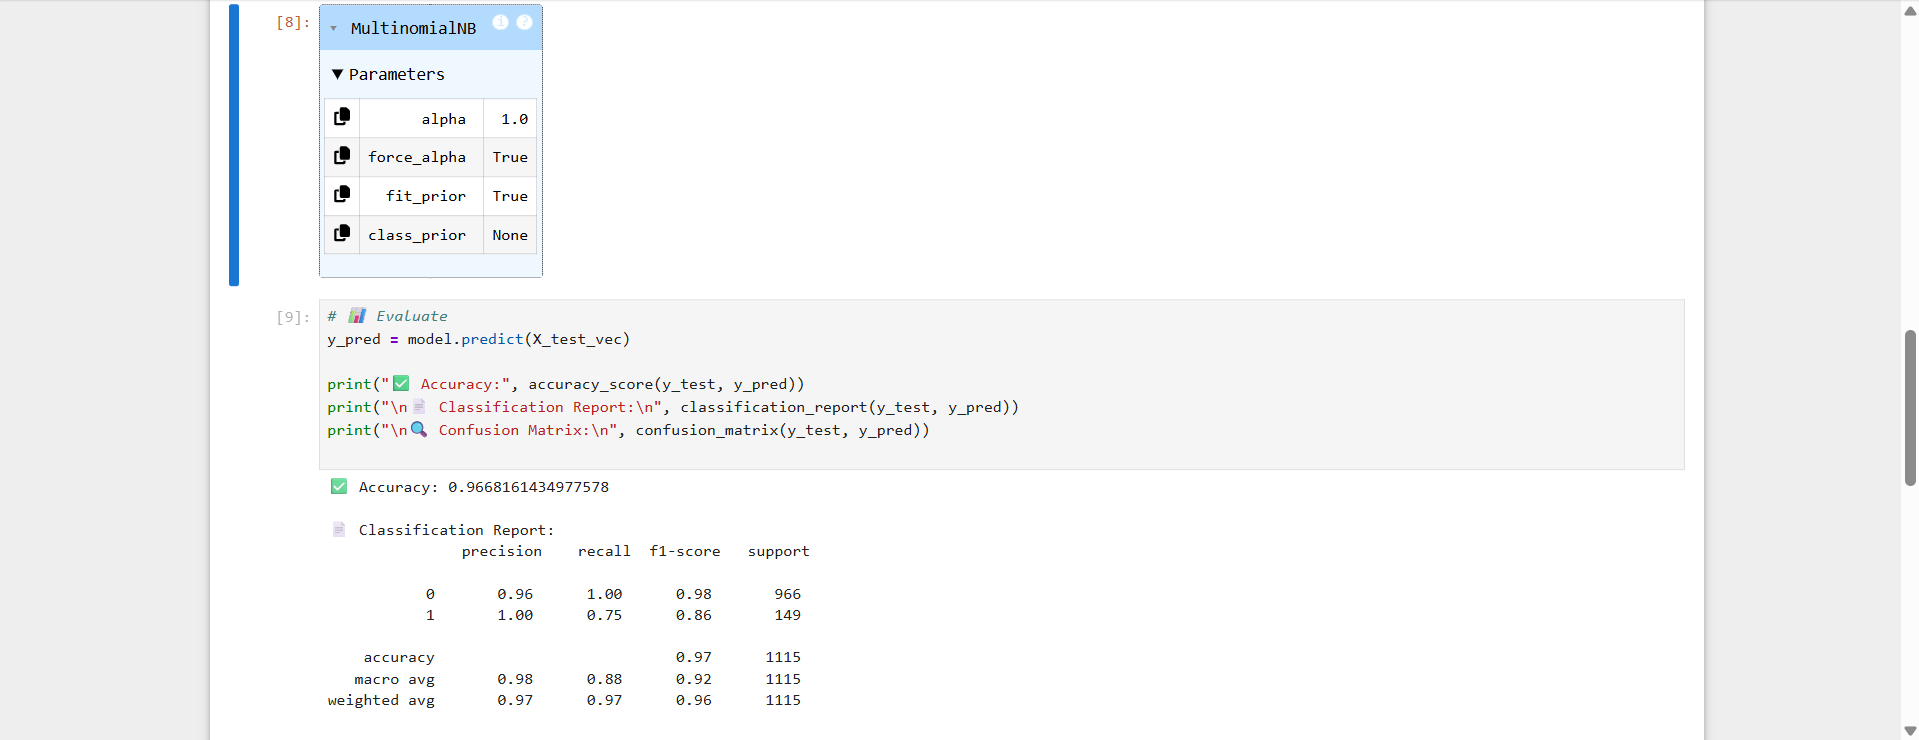 [8]:
MultinomialNB
Parameters
alpha 1.0
force_alpha True
fit_prior True
class_prior None
[9]:
# 📊 Evaluate
y_pred = model.predict(X_test_vec)
print("✅ Accuracy:", accuracy_score(y_test, y_pred))
print("\n📄 Classification Report:\n", classification_report(y_test, y_pred))
print("\n🔍 Confusion Matrix:\n", confusion_matrix(y_test, y_pred))
✅ Accuracy: 0.9668161434977578
📄 Classification Report:
precision recall f1-score support
0 0.96 1.00 0.98 966
1 1.00 0.75 0.86 149
accuracy 0.97 1115
macro avg 0.98 0.88 0.92 1115
weighted avg 0.97 0.97 0.96 1115